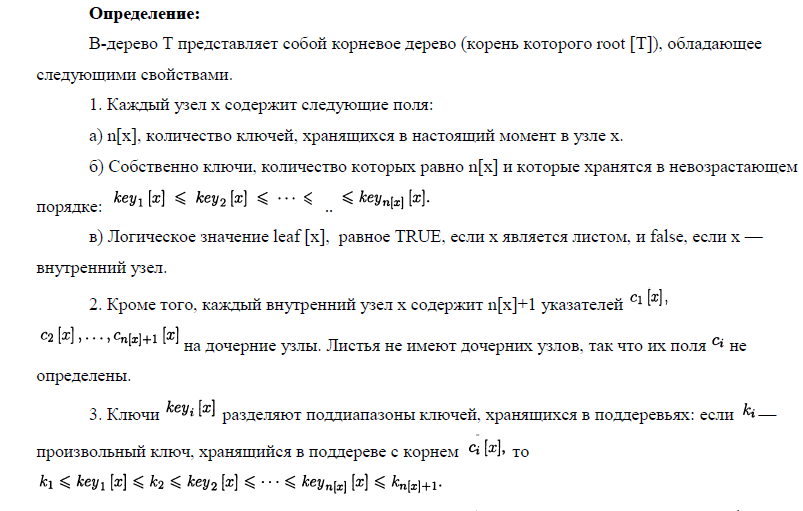 Определение:
В-дерево T представляет собой корневое дерево (корень которого root [T]), обладающее
следующими свойствами.
1. Каждый узел x содержит следующие поля:
а) n[x], количество ключей, хранящихся в настоящий момент в узле x.
б) Собственно ключи, количество которых равно n[x] и которые хранятся в невозрастающем
порядке: key₁ [x] ⩽ key₂ [x] ⩽ ··· ⩽ .. ⩽ keyₙ[ₓ] [x].
в) Логическое значение leaf [x], равное TRUE, если x является листом, и false, если x —
внутренний узел.
2. Кроме того, каждый внутренний узел x содержит n[x]+1 указателей c₁ [x],
c₂ [x], . . . , cₙ[ₓ]₊₁ [x] на дочерние узлы. Листья не имеют дочерних узлов, так что их поля cᵢ не
определены.
3. Ключи keyᵢ [x] разделяют поддиапазоны ключей, хранящихся в поддеревьях: если kᵢ —
произвольный ключ, хранящийся в поддереве с корнем cᵢ [x], то
k₁ ⩽ key₁ [x] ⩽ k₂ ⩽ key₂ [x] ⩽ ··· ⩽ keyₙ[ₓ] [x] ⩽ kₙ[ₓ]₊₁.